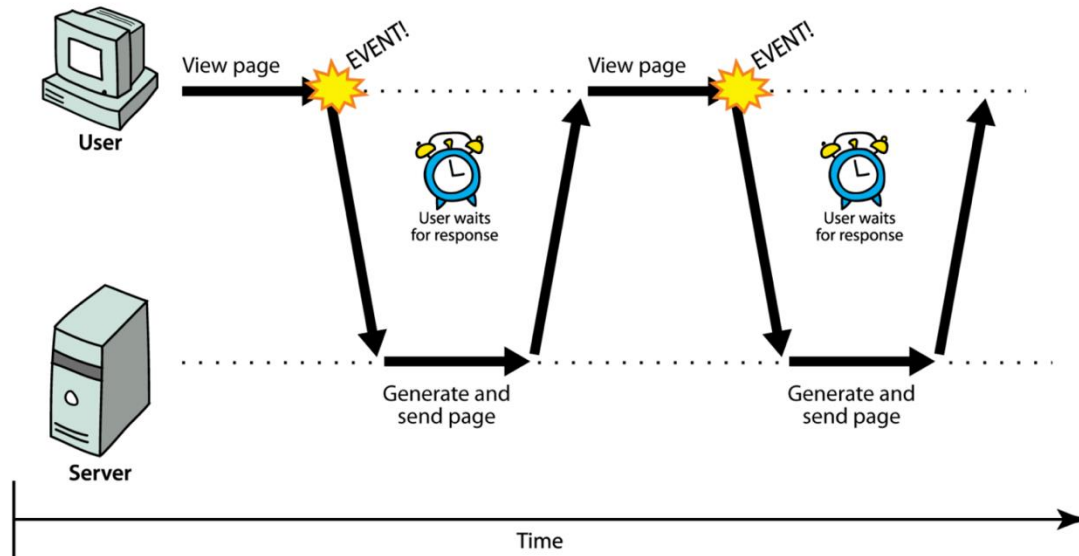 View page
EVENT!
View page
EVENT!
User
User waits
for response
User waits
for response
Generate and
send page
Generate and
send page
Server
Time